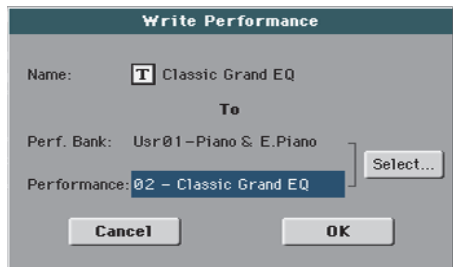 Write Performance
Name: T Classic Grand EQ
To
Perf. Bank: Usr01-Piano & E.Piano
Select...
Performance: 02 - Classic Grand EQ
Cancel OK